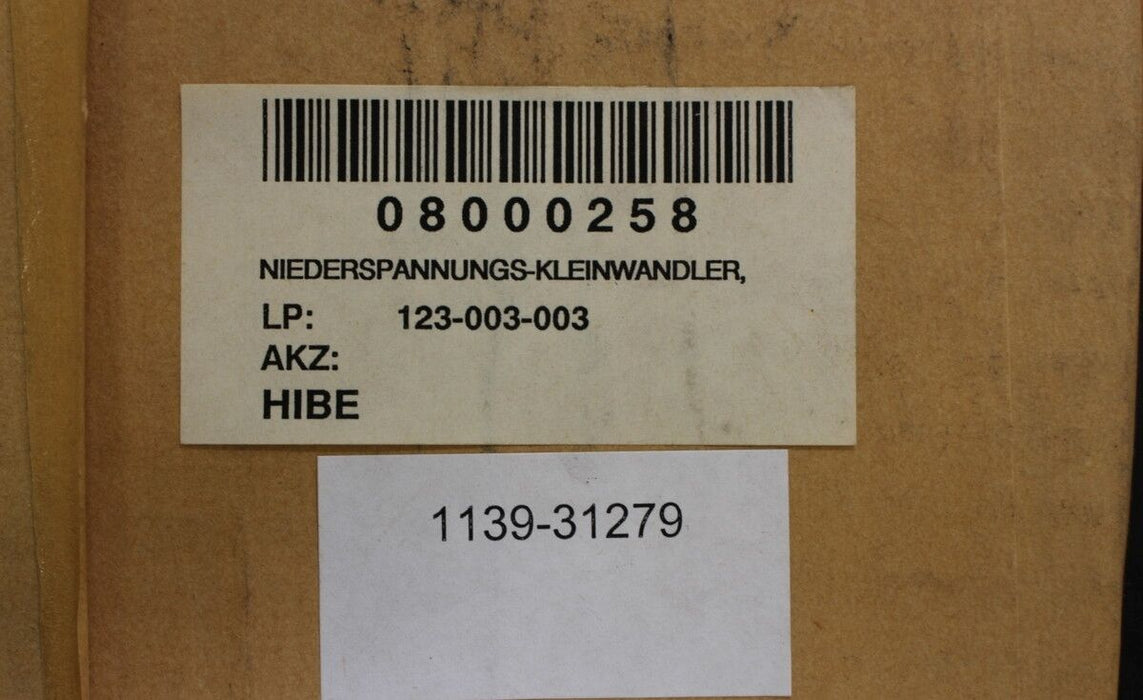 08000258
NIEDERSPANNUNGS-KLEINWANDLER,
LP: 123-003-003
AKZ:
HIBE
1139-31279